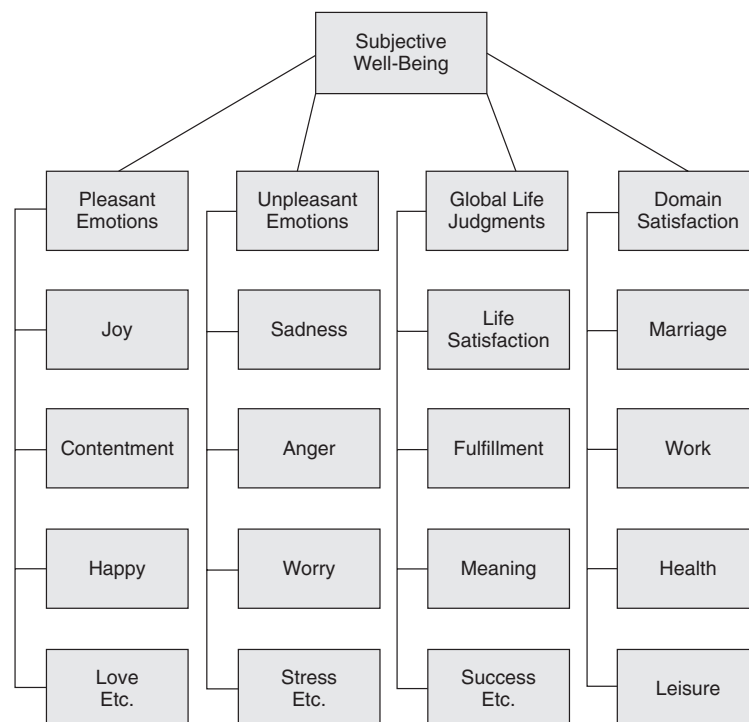 Subjective
Well-Being
Pleasant
Emotions
Unpleasant
Emotions
Global Life
Judgments
Domain
Satisfaction
Joy
Sadness
Life
Satisfaction
Marriage
Contentment
Anger
Fulfillment
Work
Happy
Worry
Meaning
Health
Love
Etc.
Stress
Etc.
Success
Etc.
Leisure